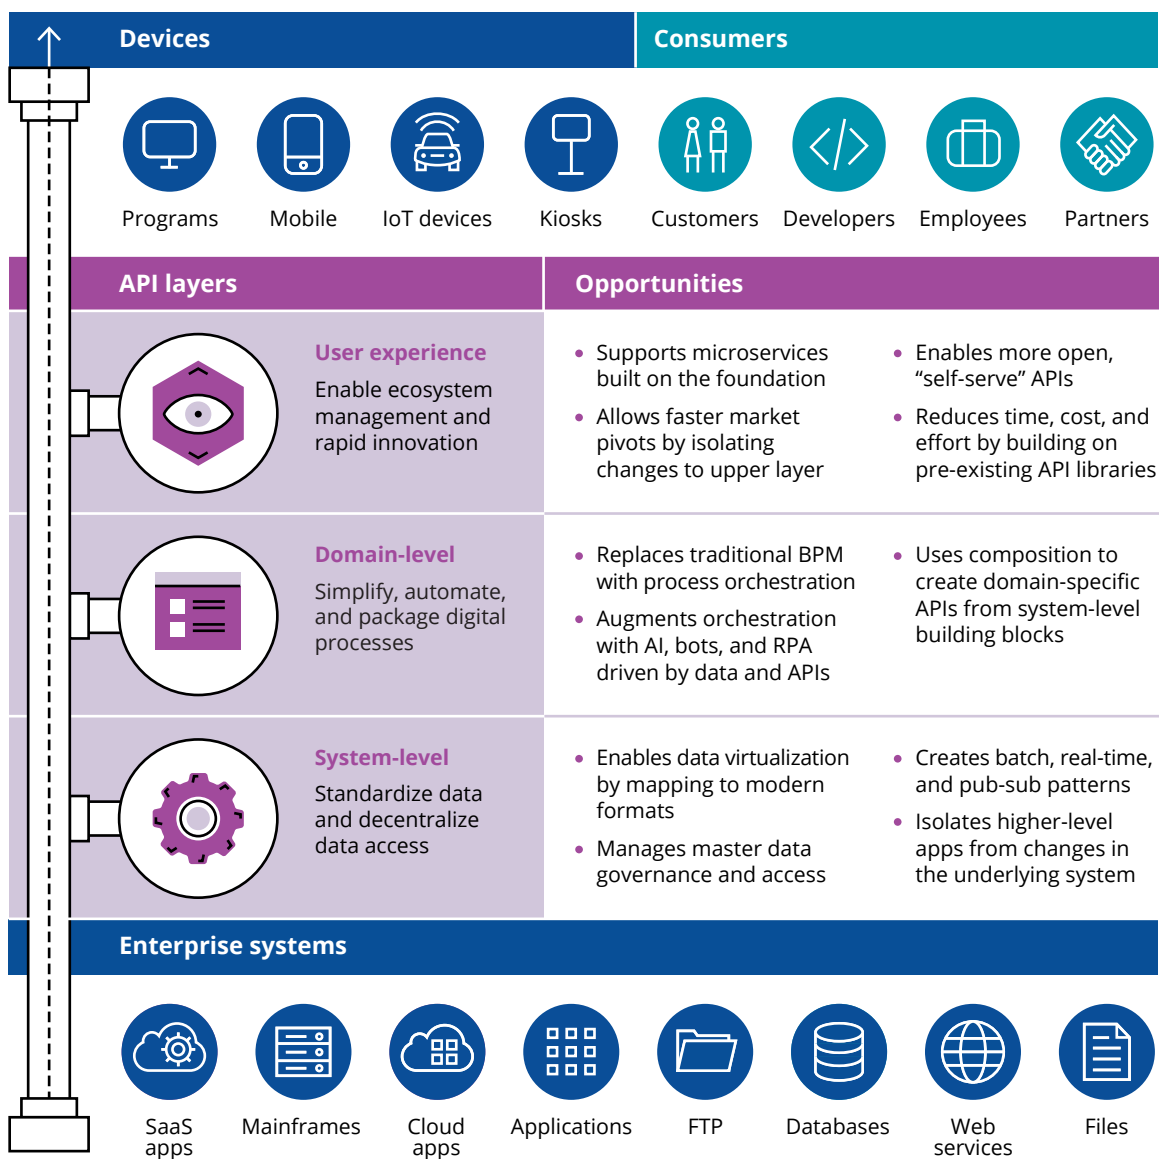 Devices
Consumers
Programs
Mobile
IoT devices
Kiosks
Customers
Developers
Employees
Partners
API layers
Opportunities
User experience
Enable ecosystem
management and
rapid innovation
• Supports microservices
built on the foundation
• Allows faster market
pivots by isolating
changes to upper layer
• Enables more open,
“self-serve” APIs
• Reduces time, cost, and
effort by building on
pre-existing API libraries
Domain-level
Simplify, automate,
and package digital
processes
• Replaces traditional BPM
with process orchestration
• Augments orchestration
with AI, bots, and RPA
driven by data and APIs
• Uses composition to
create domain-specific
APIs from system-level
building blocks
System-level
Standardize data
and decentralize
data access
• Enables data virtualization
by mapping to modern
formats
• Manages master data
governance and access
• Creates batch, real-time,
and pub-sub patterns
• Isolates higher-level
apps from changes in
the underlying system
Enterprise systems
SaaS
apps
Mainframes
Cloud
apps
Applications
FTP
Databases
Web
services
Files